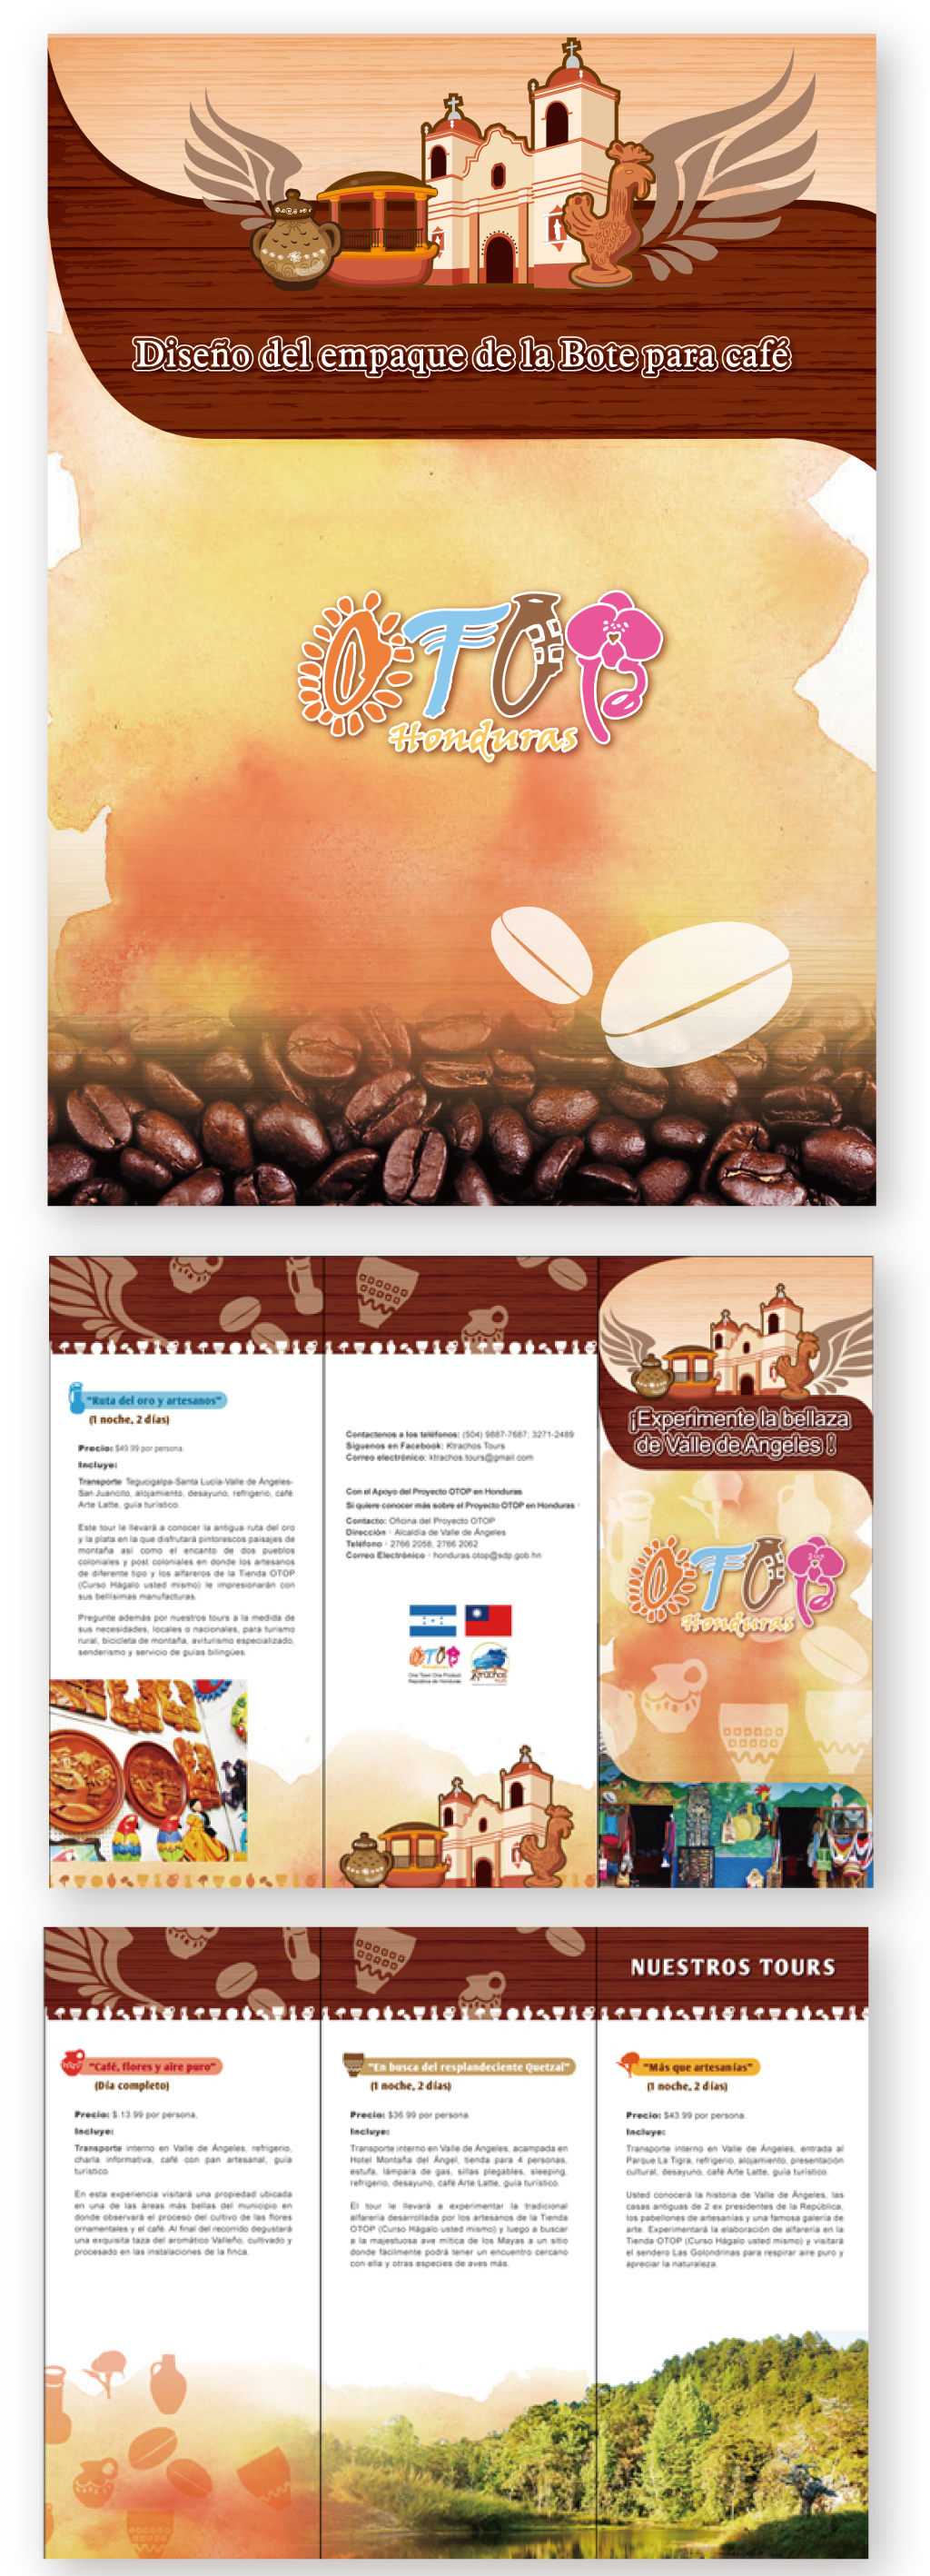 Diseño del empaque de la Bote para café
OTOP
Honduras
"Ruta del oro y artesanos"
(1 noche, 2 días)
Precio: $49.99 por persona.
Incluye:
Transporte Tegucigalpa-Santa Lucía-Valle de Ángeles-
San Juancito, alojamiento, desayuno, refrigerio, café
Arte Latte, guía turístico.
Este tour le llevará a conocer la antigua ruta del oro
y la plata en la que disfrutará pintorescos paisajes de
montaña así como el encanto de dos pueblos
coloniales y post coloniales en donde los artesanos
de diferente tipo y los alfareros de la Tienda OTOP
(Curso Hágalo usted mismo) le impresionarán con
sus bellísimas manufacturas.
Pregunte además por nuestros tours a la medida de
sus necesidades, locales o nacionales, para turismo
rural, bicicleta de montaña, aviturismo especializado,
senderismo y servicio de guías bilingües.
Contactenos a los teléfonos: (504) 9887-7687; 3271-2489
Siguenos en Facebook: Ktrachos Tours
Correo electrónico: ktrachos.tours@gmail.com
Con el Apoyo del Proyecto OTOP en Honduras
Si quiere conocer más sobre el Proyecto OTOP en Honduras :
Contacto: Oficina del Proyecto OTOP
Dirección : Alcaldía de Valle de Ángeles
Teléfono : 2766 2058, 2766 2062
Correo Electrónico : honduras.otop@sdp.gob.hn
OTOP
Honduras
One Town One Product
República de Honduras
Ktrachos
¡Experimente la bellaza
de Valle de Angeles !
OTOP
Honduras
NUESTROS TOURS
"Café, flores y aire puro"
(Día completo)
Precio: $.13.99 por persona.
Incluye:
Transporte interno en Valle de Ángeles, refrigerio,
charla informativa, café con pan artesanal, guía
turístico.
En esta experiencia visitará una propiedad ubicada
en una de las áreas más bellas del municipio en
donde observará el proceso del cultivo de las flores
ornamentales y el café. Al final del recorrido degustará
una exquisita taza del aromático Valleño, cultivado y
procesado en las instalaciones de la finca.
"En busca del resplandeciente Quetzal"
(1 noche, 2 días)
Precio: $36.99 por persona.
Incluye:
Transporte interno en Valle de Ángeles, acampada en
Hotel Montaña del Ángel, tienda para 4 personas,
estufa, lámpara de gas, sillas plegables, sleeping,
refrigerio, desayuno, café Arte Latte, guía turístico.
El tour le llevará a experimentar la tradicional
alfarería desarrollada por los artesanos de la Tienda
OTOP (Curso Hágalo usted mismo) y luego a buscar
a la majestuosa ave mítica de los Mayas a un sitio
donde fácilmente podrá tener un encuentro cercano
con ella y otras especies de aves más.
"Más que artesanías"
(1 noche, 2 días)
Precio: $43.99 por persona.
Incluye:
Transporte interno en Valle de Ángeles, entrada al
Parque La Tigra, refrigerio, alojamiento, presentación
cultural, desayuno, café Arte Latte, guía turístico.
Usted conocerá la historia de Valle de Ángeles, las
casas antiguas de 2 ex presidentes de la República,
los pabellones de artesanías y una famosa galería de
arte. Experimentará la elaboración de alfarería en la
Tienda OTOP (Curso Hágalo usted mismo) y visitará
el sendero Las Golondrinas para respirar aire puro y
apreciar la naturaleza.